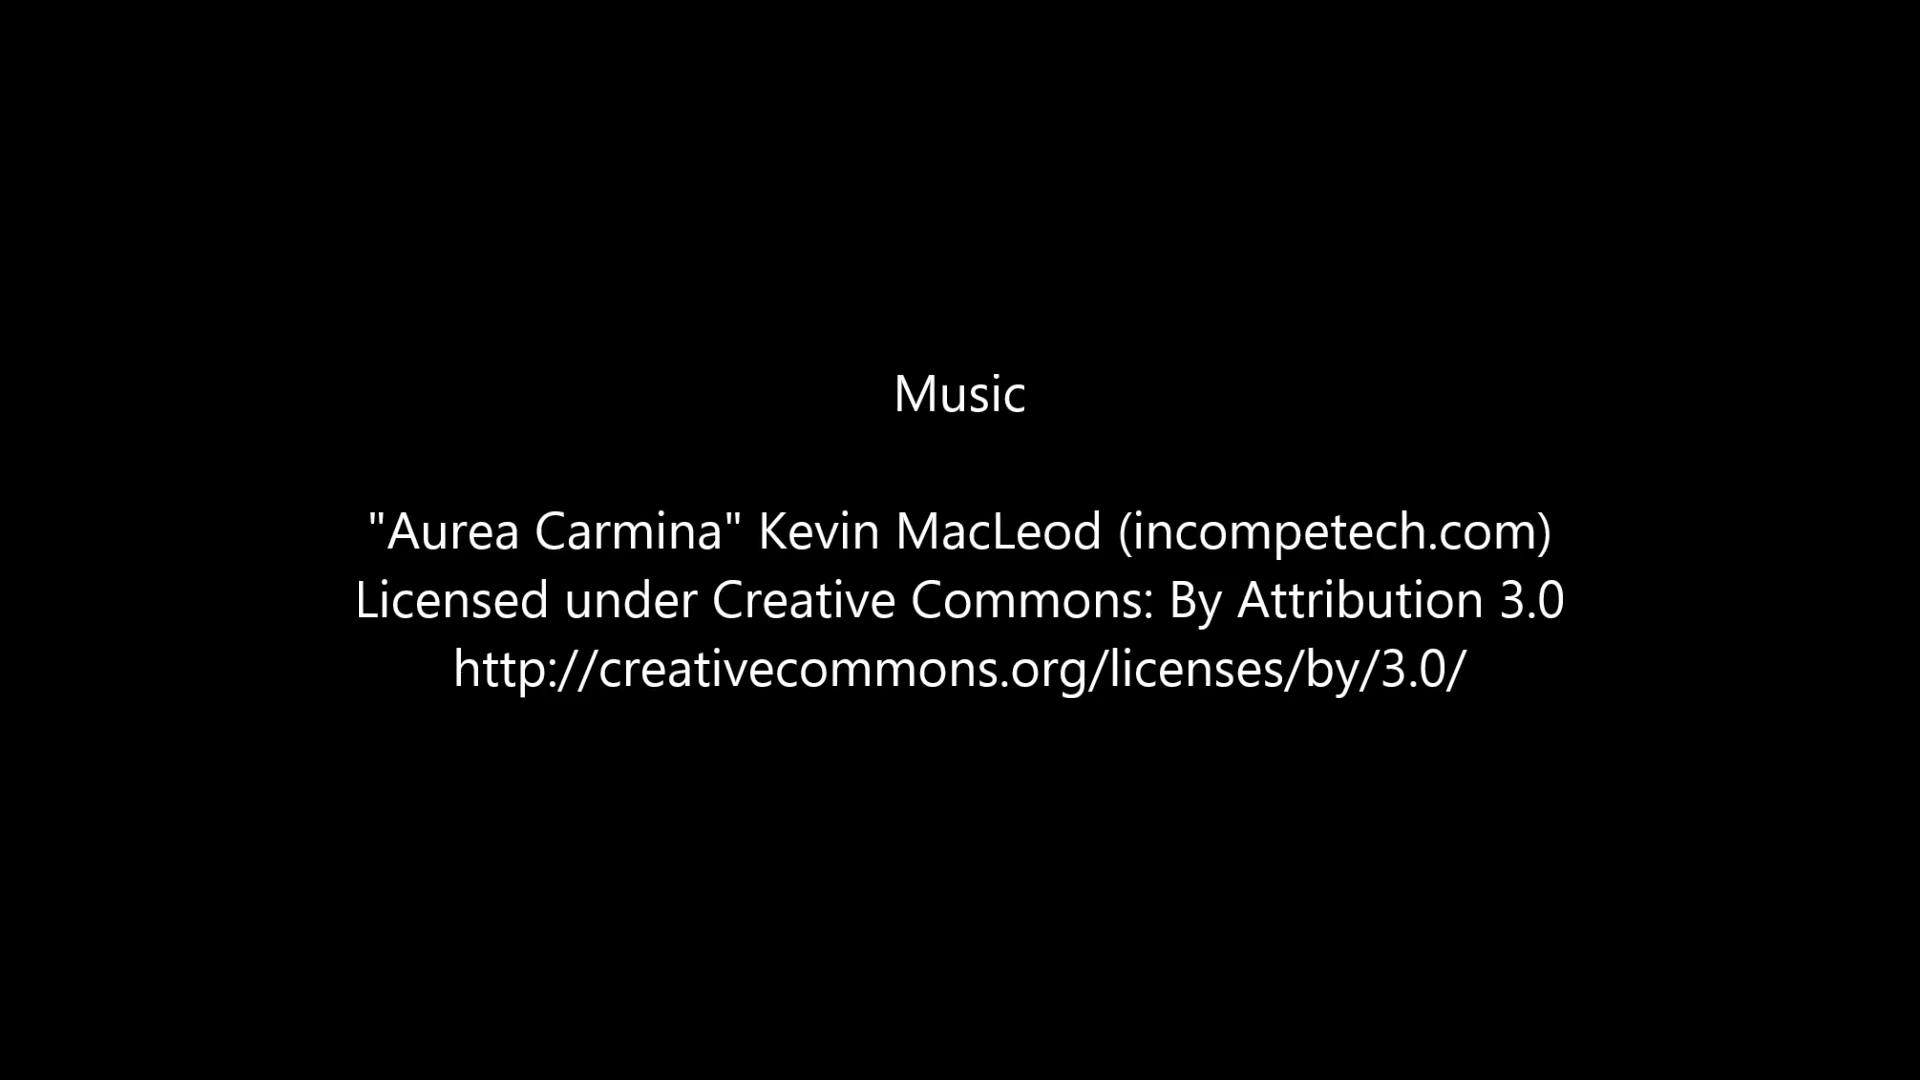 Music
"Aurea Carmina" Kevin MacLeod (incompetech.com)
Licensed under Creative Commons: By Attribution 3.0
http://creativecommons.org/licenses/by/3.0/